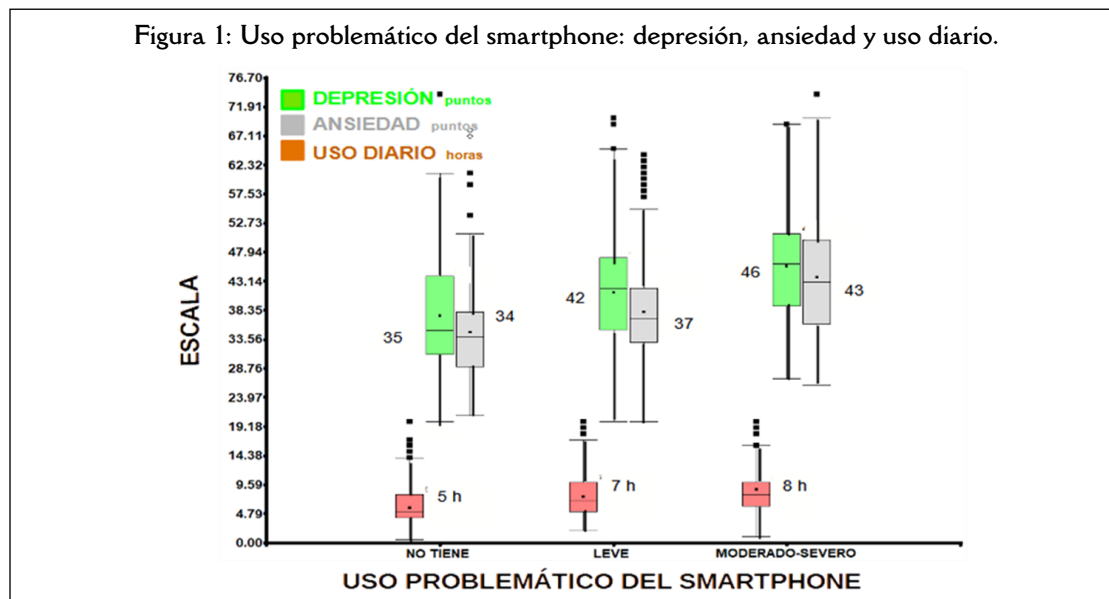 Figura 1: Uso problemático del smartphone: depresión, ansiedad y uso diario.
76.70
71.91
67.11
62.32
57.53
52.73
47.94
43.14
38.35
33.56
28.76
23.97
19.18
14.38
9.59
4.79
0.00
ESCALA
DEPRESIÓN puntos
ANSIEDAD puntos
USO DIARIO horas
35
34
5 h
42
37
7 h
46
43
8 h
NO TIENE
LEVE
MODERADO-SEVERO
USO PROBLEMÁTICO DEL SMARTPHONE